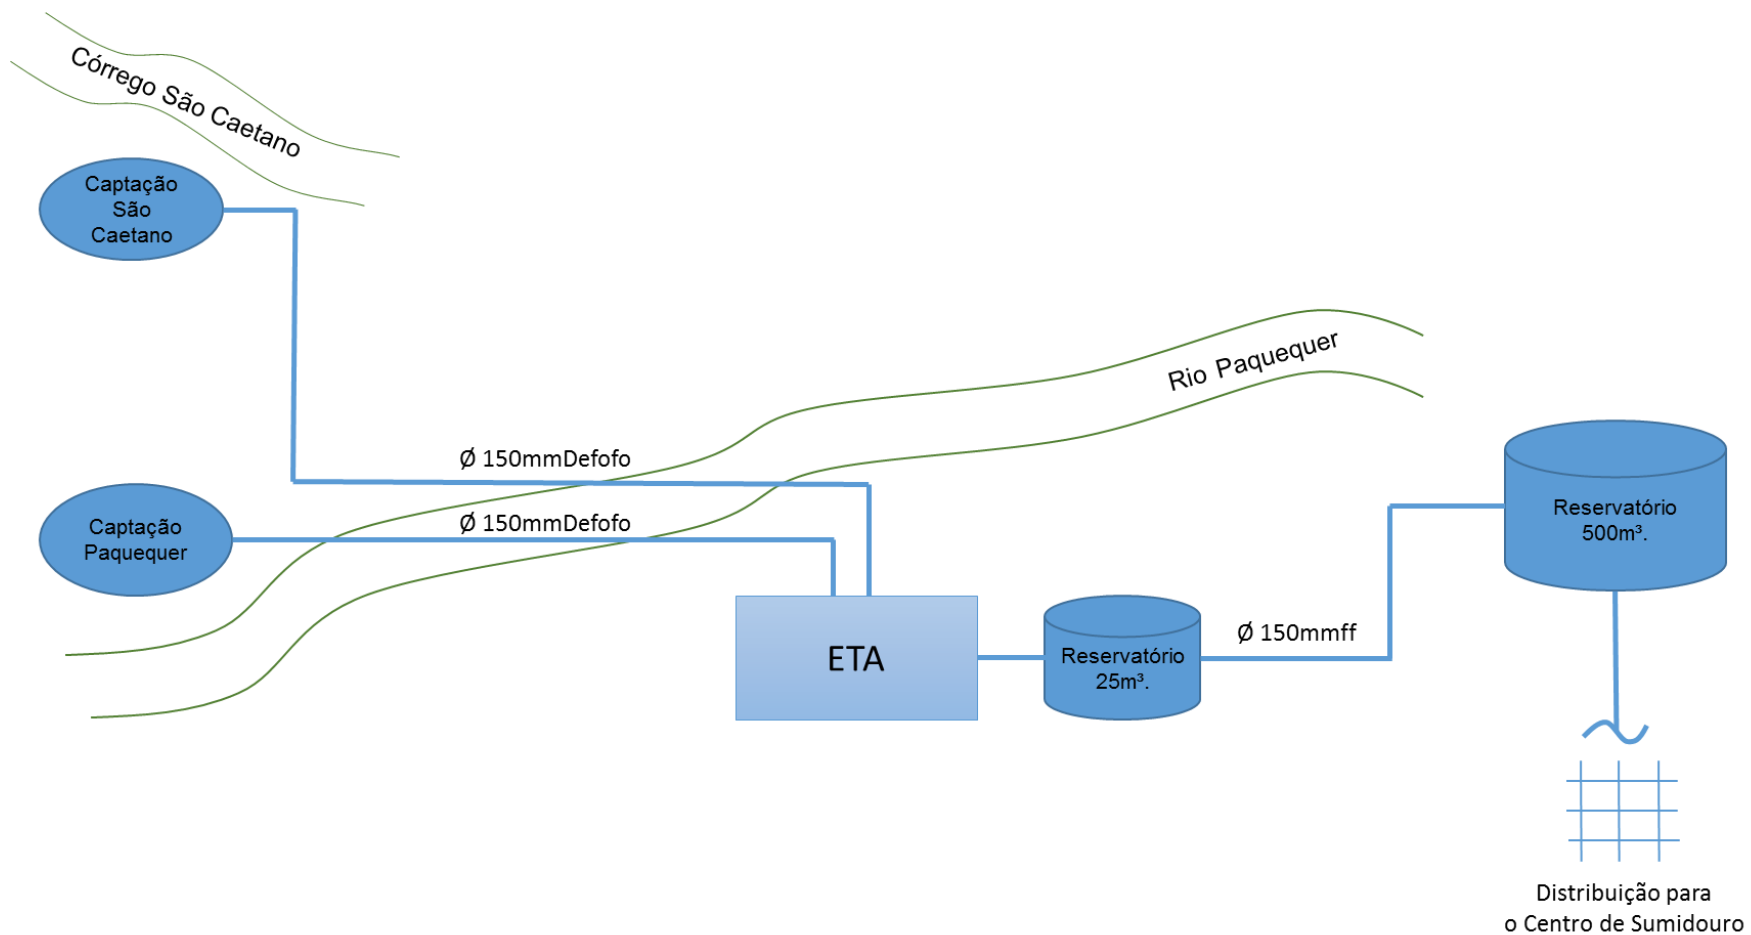 Córrego São Caetano
Captação
São
Caetano
Rio Paquequer
Ø 150mmDefofo
Captação
Paquequer
Ø 150mmDefofo
Reservatório
500m³.
Ø 150mmff
ETA
Reservatório
25m³.
Distribuição para
o Centro de Sumidouro